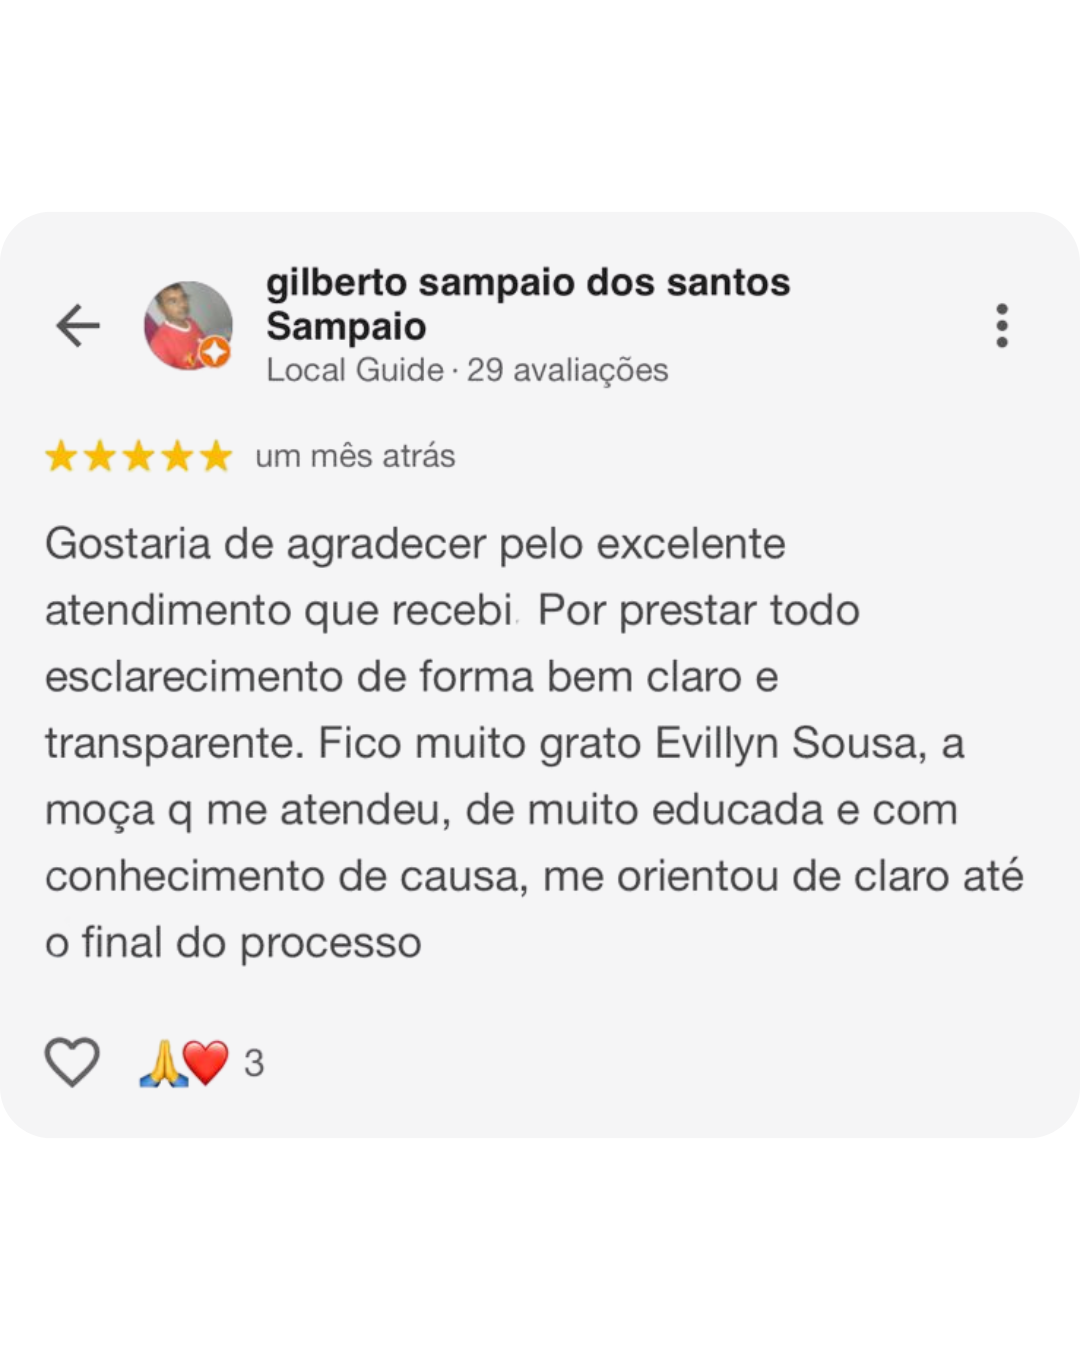 gilberto sampaio dos santos
Sampaio
Local Guide · 29 avaliações
um mês atrás
Gostaria de agradecer pelo excelente
atendimento que recebi. Por prestar todo
esclarecimento de forma bem claro e
transparente. Fico muito grato Evillyn Sousa, a
moça q me atendeu, de muito educada e com
conhecimento de causa, me orientou de claro até
o final do processo
🙏❤️ 3